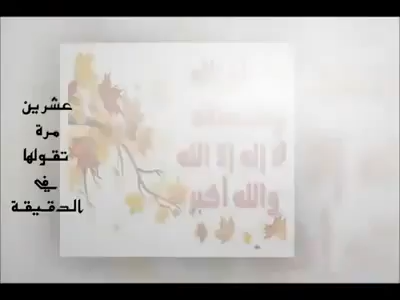 عشرين
مرة
تقولها
في
الدقيقة
لا إله إلا الله
والله أكبر